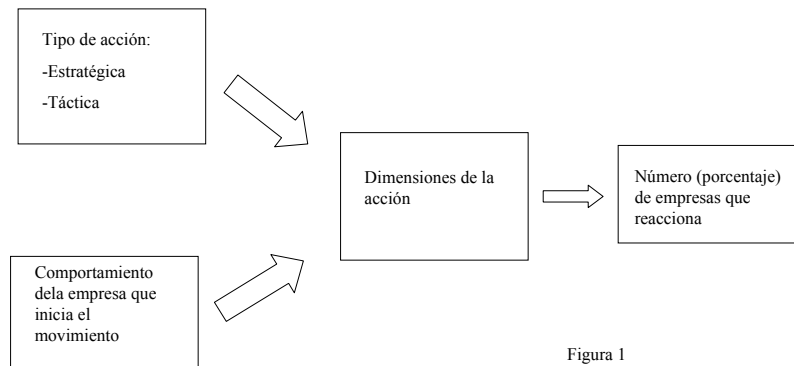 Tipo de acción:
-Estratégica
-Táctica
Dimensiones de la
acción
Número (porcentaje)
de empresas que
reacciona
Comportamiento
dela empresa que
inicia el
movimiento
Figura 1